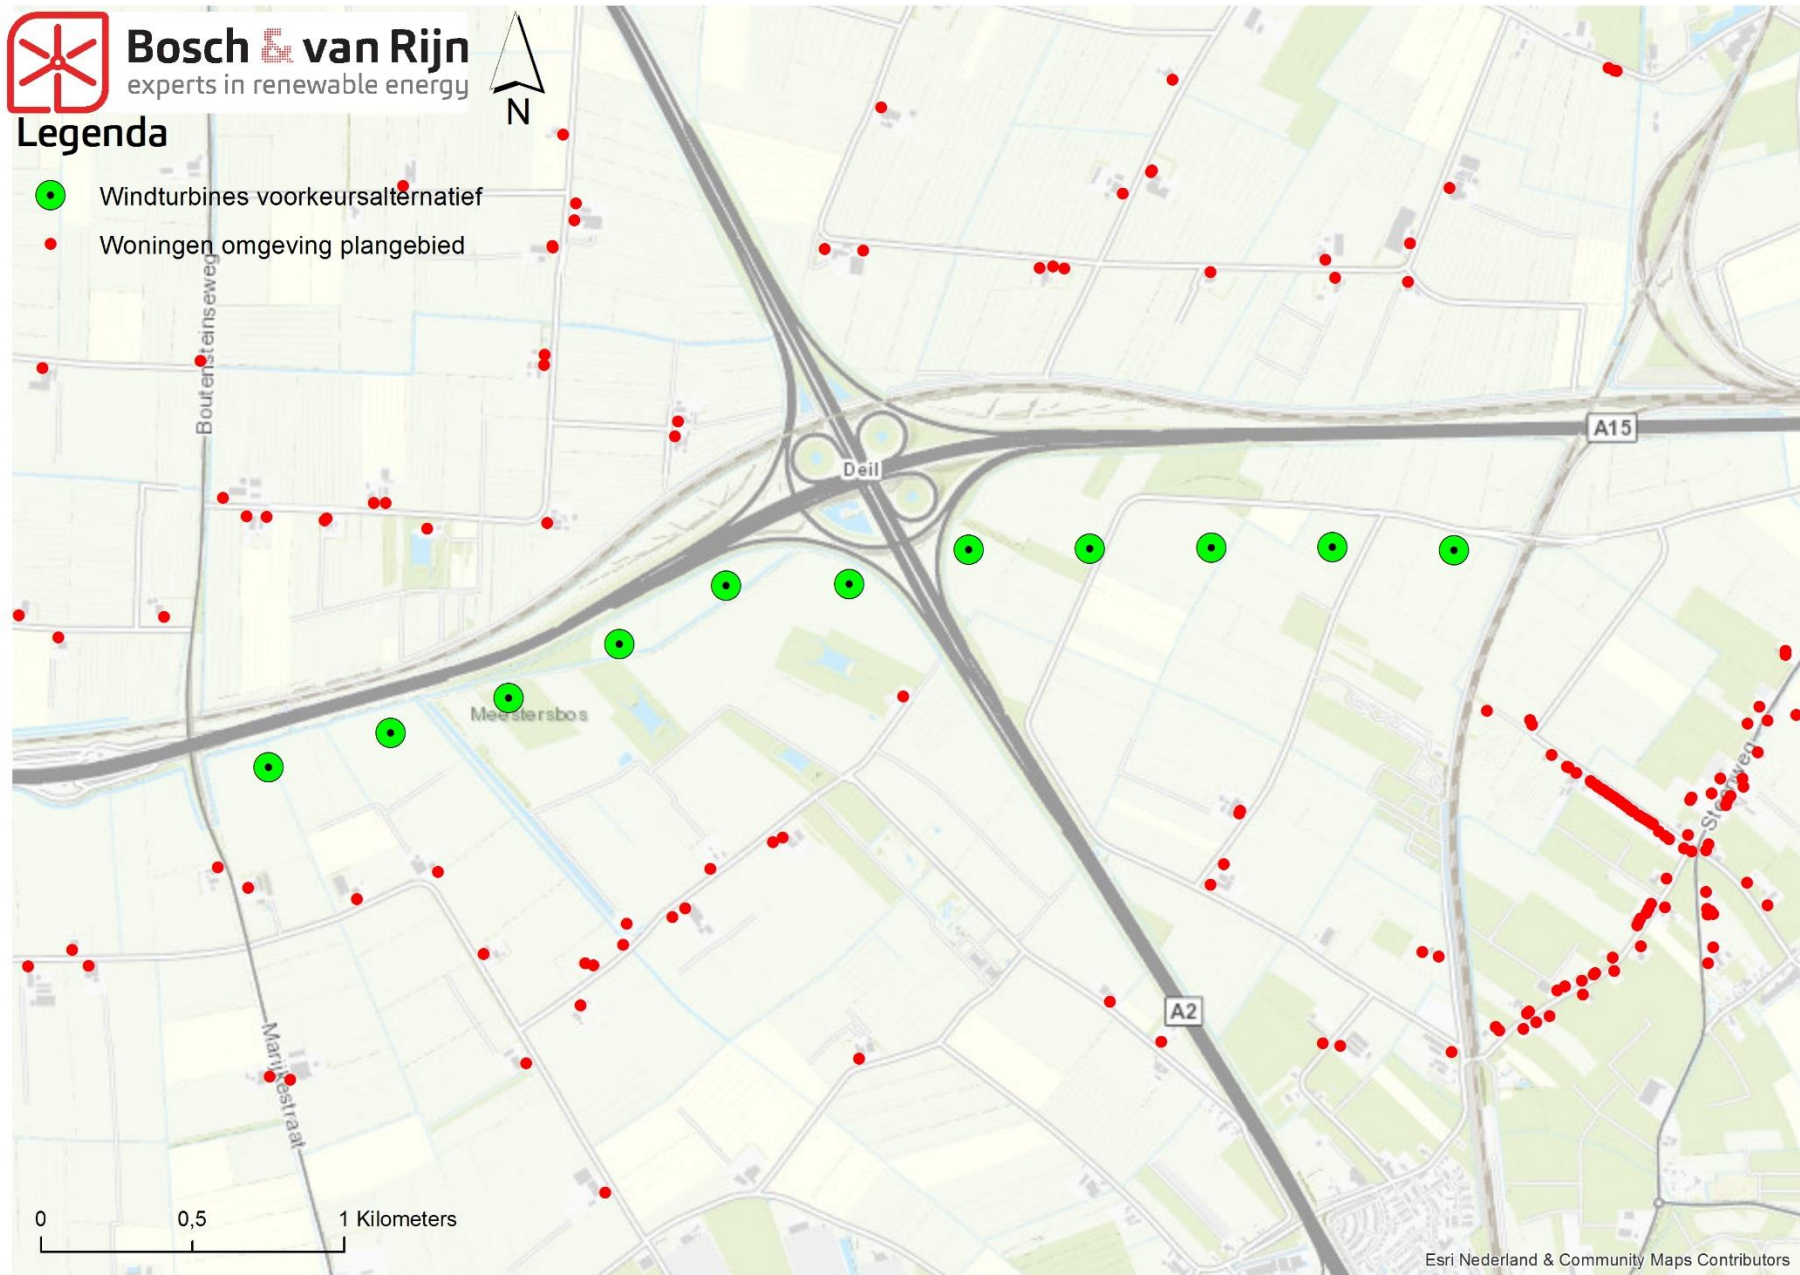 Bosch & van Rijn
experts in renewable energy
N
Legenda
Windturbines voorkeursalternatief
Woningen omgeving plangebied
Boutensteinseweg
A15
Deil
Meestersbos
Steenweg
A2
Marijkestraat
0 0,5 1 Kilometers
Esri Nederland & Community Maps Contributors